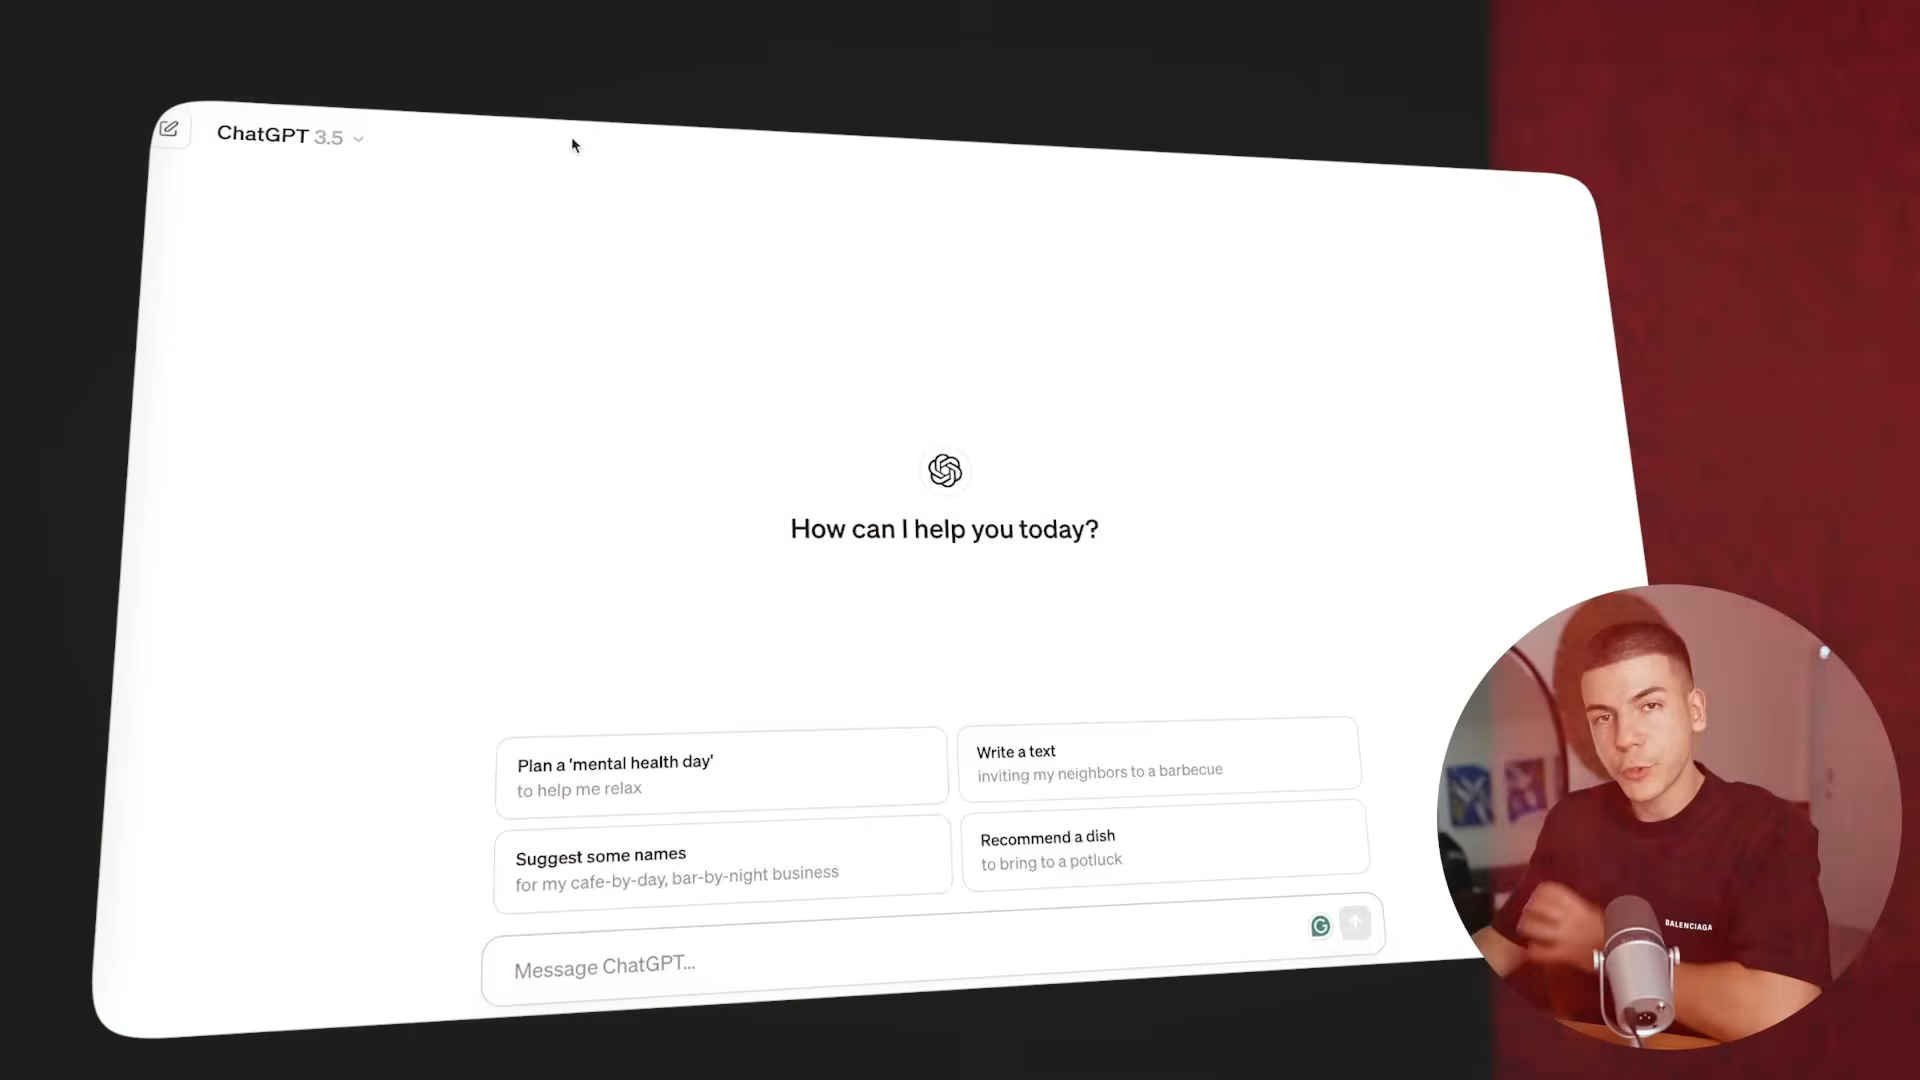 ChatGPT 3.5
How can I help you today?
Plan a 'mental health day'
to help me relax
Write a text
inviting my neighbors to a barbecue
Suggest some names
for my cafe-by-day, bar-by-night business
Recommend a dish
to bring to a potluck
Message ChatGPT...
BALENCIAGA